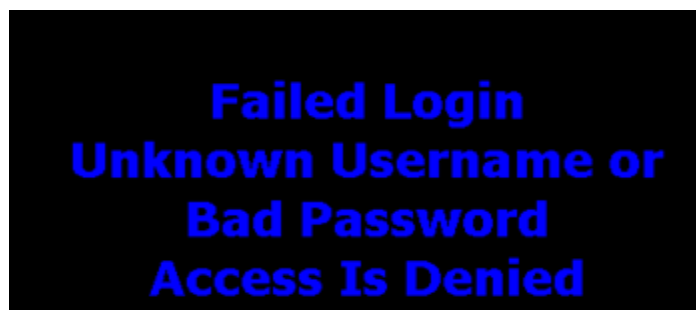 Failed Login
Unknown Username or
Bad Password
Access Is Denied